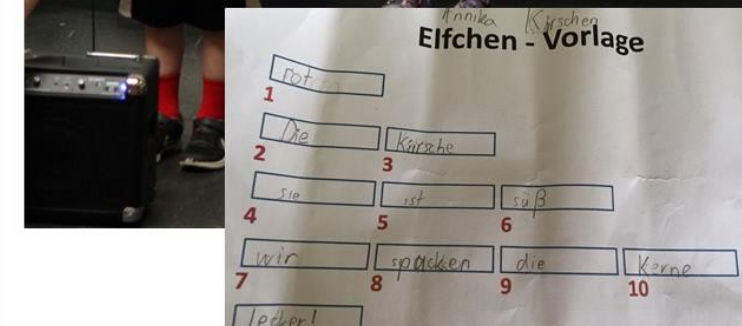 Annika Kirschen
Elfchen - Vorlage
rot
1
Die Kirsche
2 3
sie ist süß
4 5 6
wir spucken die Kerne
7 8 9 10
lecker!